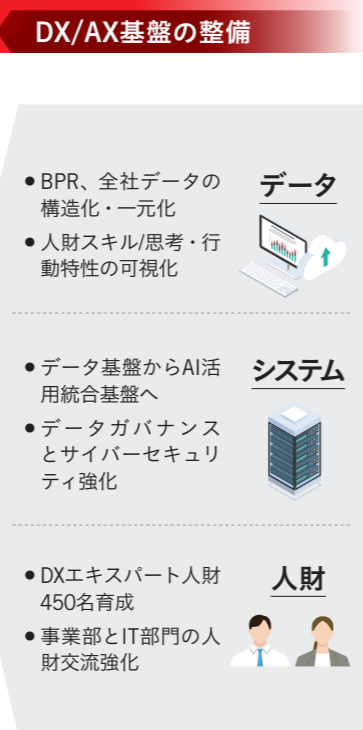 DX/AX基盤の整備
データ
● BPR、全社データの
構造化・一元化
● 人財スキル/思考・行
動特性の可視化
システム
● データ基盤からAI活
用統合基盤へ
● データガバナンス
とサイバーセキュリ
ティ強化
人財
● DXエキスパート人財
450名育成
● 事業部とIT部門の人
財交流強化